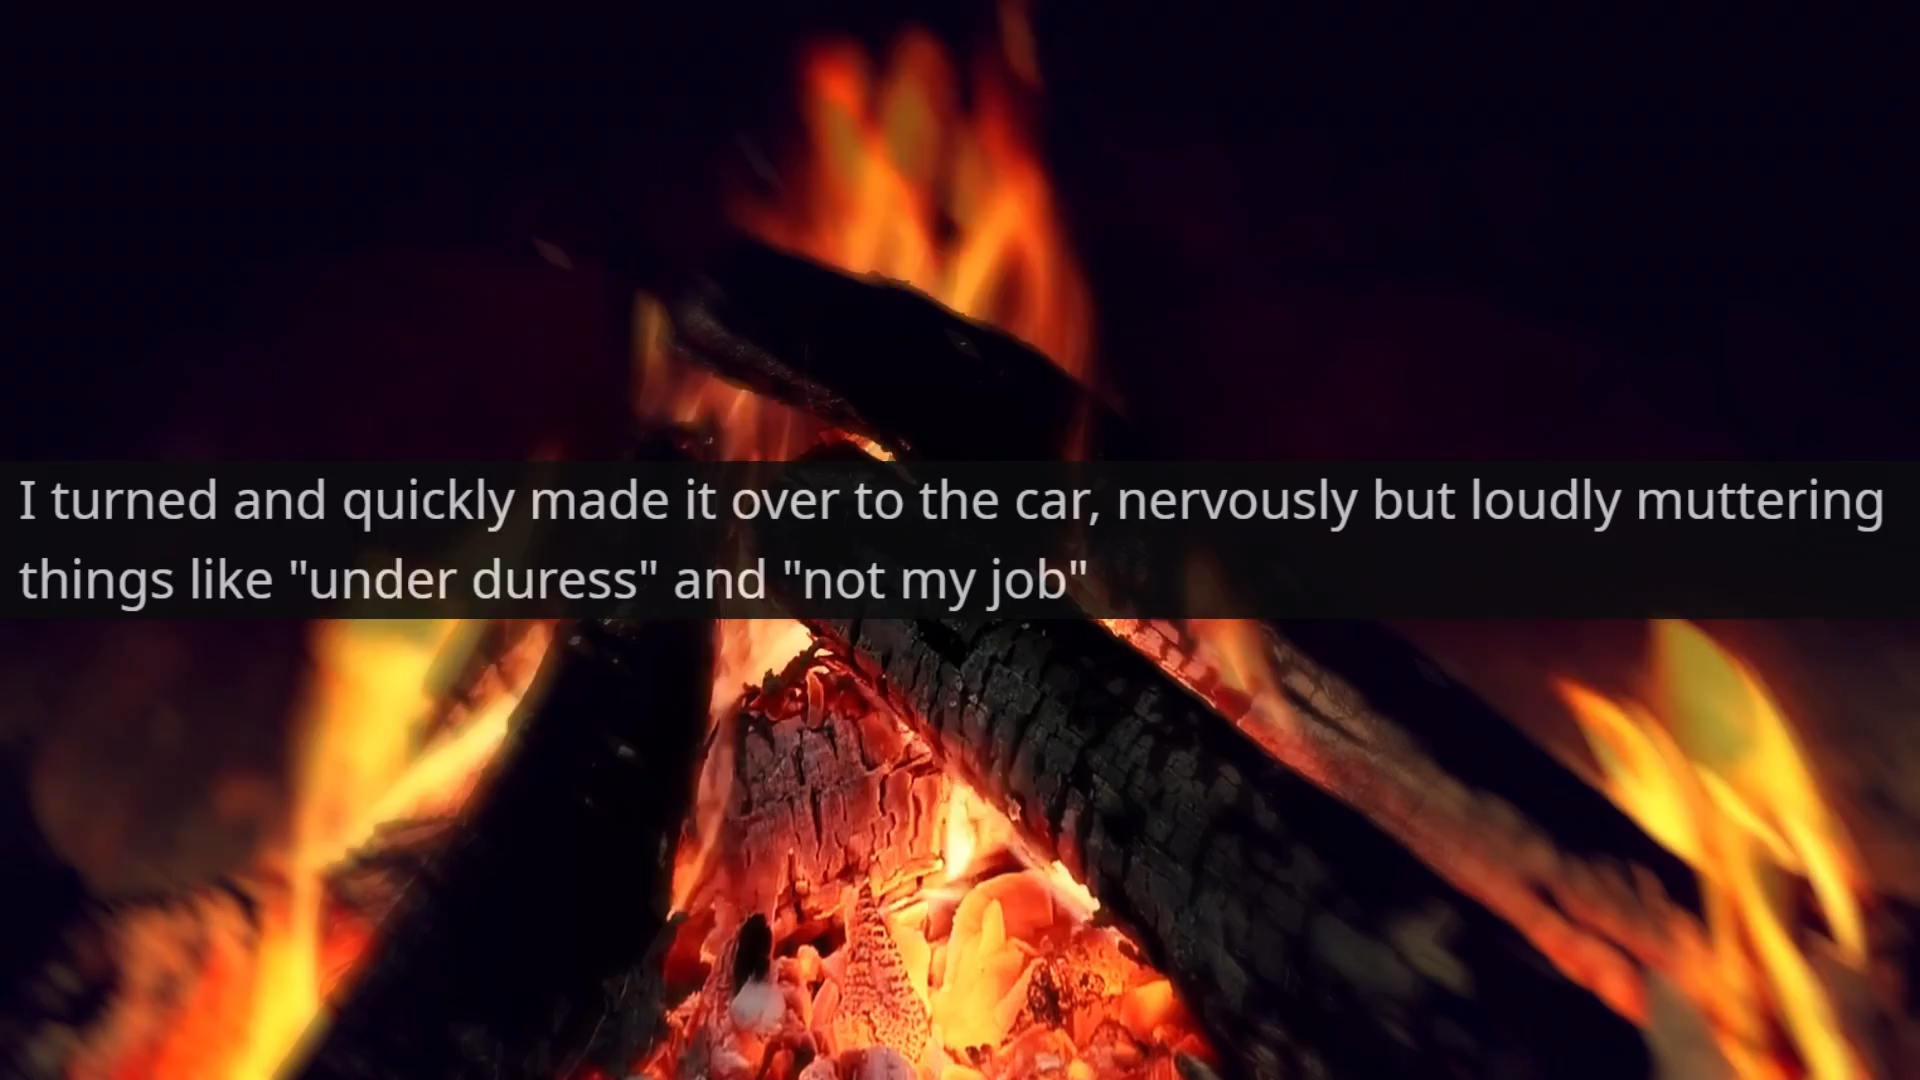 I turned and quickly made it over to the car, nervously but loudly muttering
things like "under duress" and "not my job"